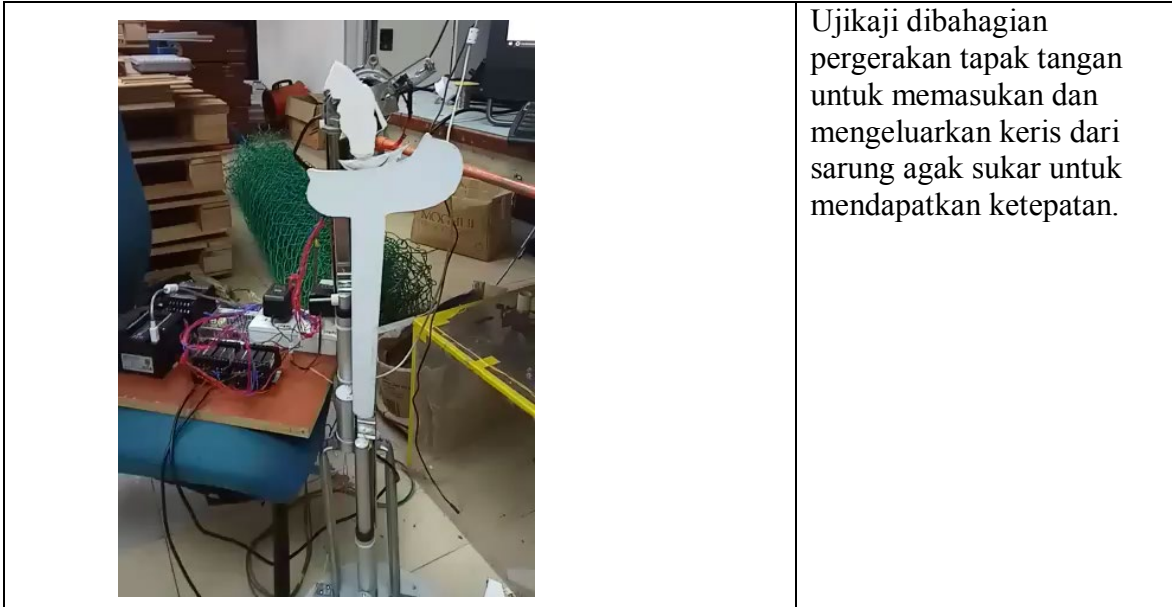 Ujikaji dibahagian
pergerakan tapak tangan
untuk memasukan dan
mengeluarkan keris dari
sarung agak sukar untuk
mendapatkan ketepatan.